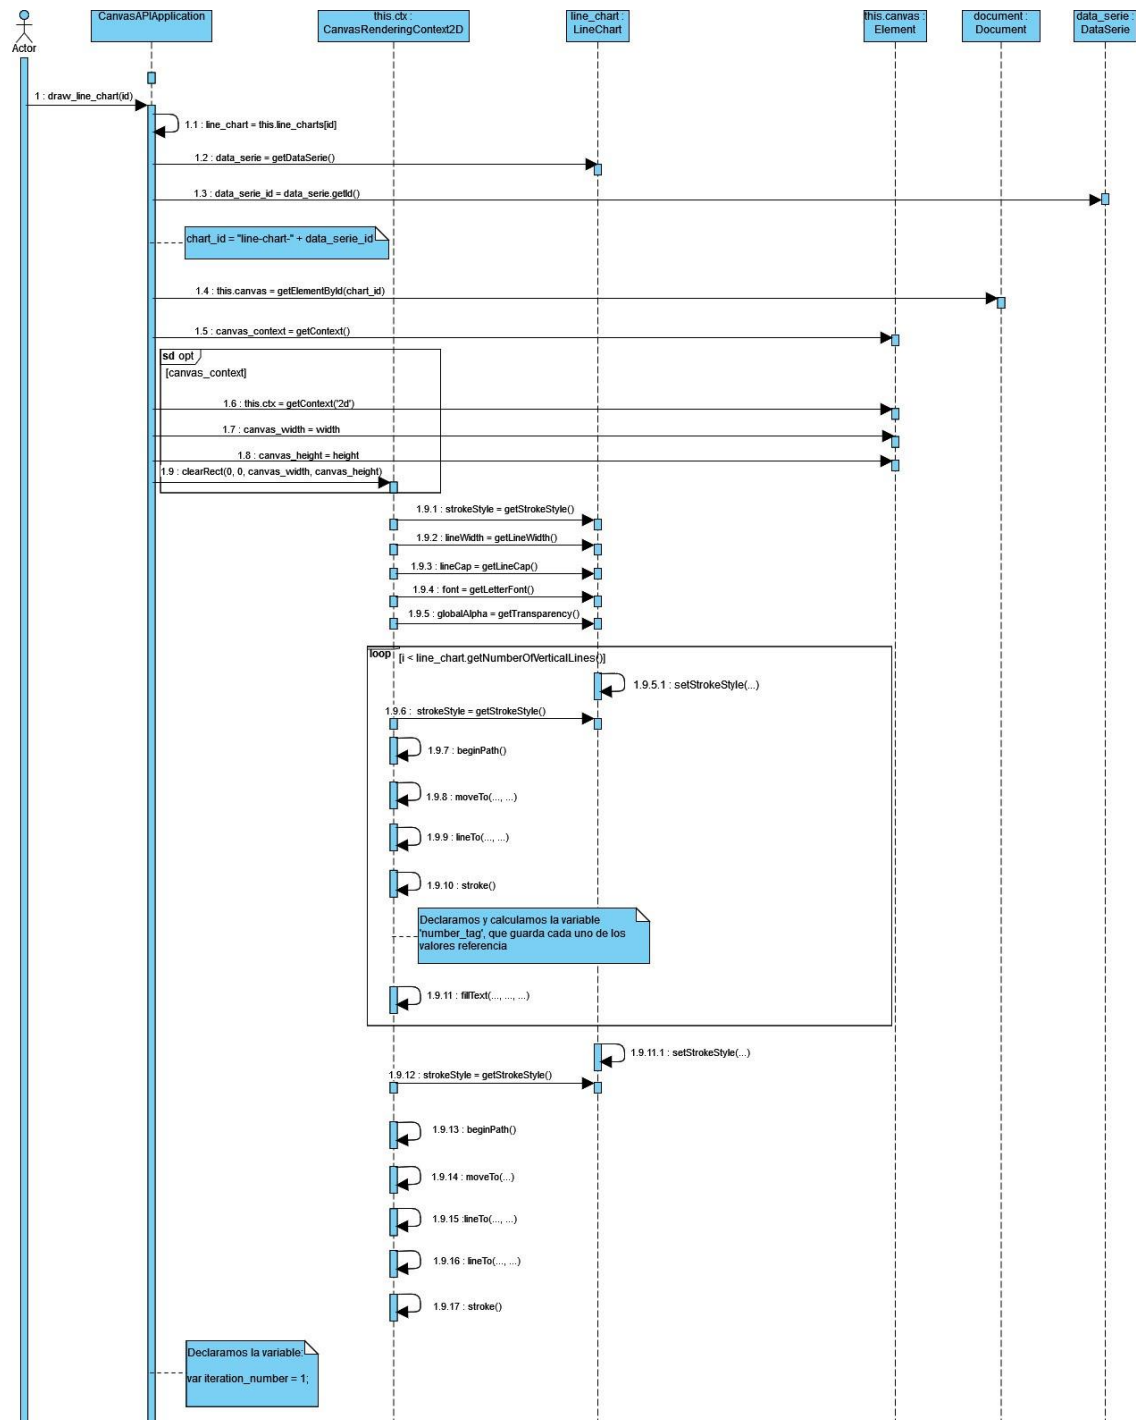 CanvasAPIApplication
this.ctx :
CanvasRenderingContext2D
line_chart :
LineChart
this.canvas :
Element
document :
Document
data_serie :
DataSerie
Actor
1 : draw_line_chart(id)
1.1 : line_chart = this.line_charts[id]
1.2 : data_serie = getDataSerie()
1.3 : data_serie_id = data_serie.getId()
chart_id = "line-chart-" + data_serie_id
1.4 : this.canvas = getElementById(chart_id)
1.5 : canvas_context = getContext()
sd opt
[canvas_context]
1.6 : this.ctx = getContext('2d')
1.7 : canvas_width = width
1.8 : canvas_height = height
1.9 : clearRect(0, 0, canvas_width, canvas_height)
1.9.1 : strokeStyle = getStrokeStyle()
1.9.2 : lineWidth = getLineWidth()
1.9.3 : lineCap = getLineCap()
1.9.4 : font = getLetterFont()
1.9.5 : globalAlpha = getTransparency()
loop
[i < line_chart.getNumberOfVerticalLines()]
1.9.5.1 : setStrokeStyle(...)
1.9.6 : strokeStyle = getStrokeStyle()
1.9.7 : beginPath()
1.9.8 : moveTo(..., ...)
1.9.9 : lineTo(..., ...)
1.9.10 : stroke()
Declaramos y calculamos la variable
'number_tag', que guarda cada uno de los
valores referencia
1.9.11 : fillText(..., ..., ...)
1.9.11.1 : setStrokeStyle(...)
1.9.12 : strokeStyle = getStrokeStyle()
1.9.13 : beginPath()
1.9.14 : moveTo(...)
1.9.15 :lineTo(..., ...)
1.9.16 : lineTo(..., ...)
1.9.17 : stroke()
Declaramos la variable:
var iteration_number = 1;